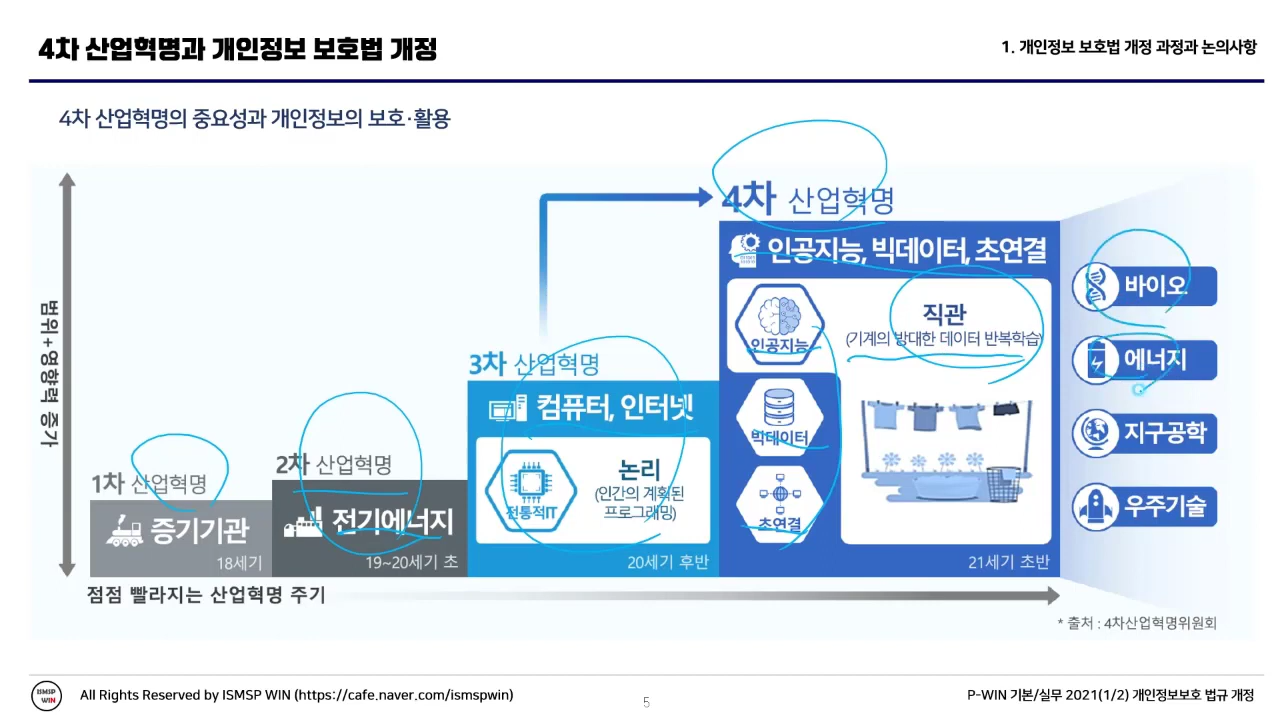 4차 산업혁명과 개인정보 보호법 개정
1. 개인정보 보호법 개정 과정과 논의사항
4차 산업혁명의 중요성과 개인정보의 보호·활용
범위 + 영향력 증가
1차 산업혁명
증기기관
18세기
2차 산업혁명
전기에너지
19~20세기 초
3차 산업혁명
컴퓨터, 인터넷
전통적IT
논리
(인간의 계획된
프로그래밍)
20세기 후반
4차 산업혁명
인공지능, 빅데이터, 초연결
인공지능
빅데이터
초연결
직관
(기계의 방대한 데이터 반복학습)
21세기 초반
바이오
에너지
지구공학
우주기술
점점 빨라지는 산업혁명 주기
* 출처 : 4차산업혁명위원회
ISMSP
WIN
All Rights Reserved by ISMSP WIN (https://cafe.naver.com/ismspwin)
5
P-WIN 기본/실무 2021(1/2) 개인정보보호 법규 개정